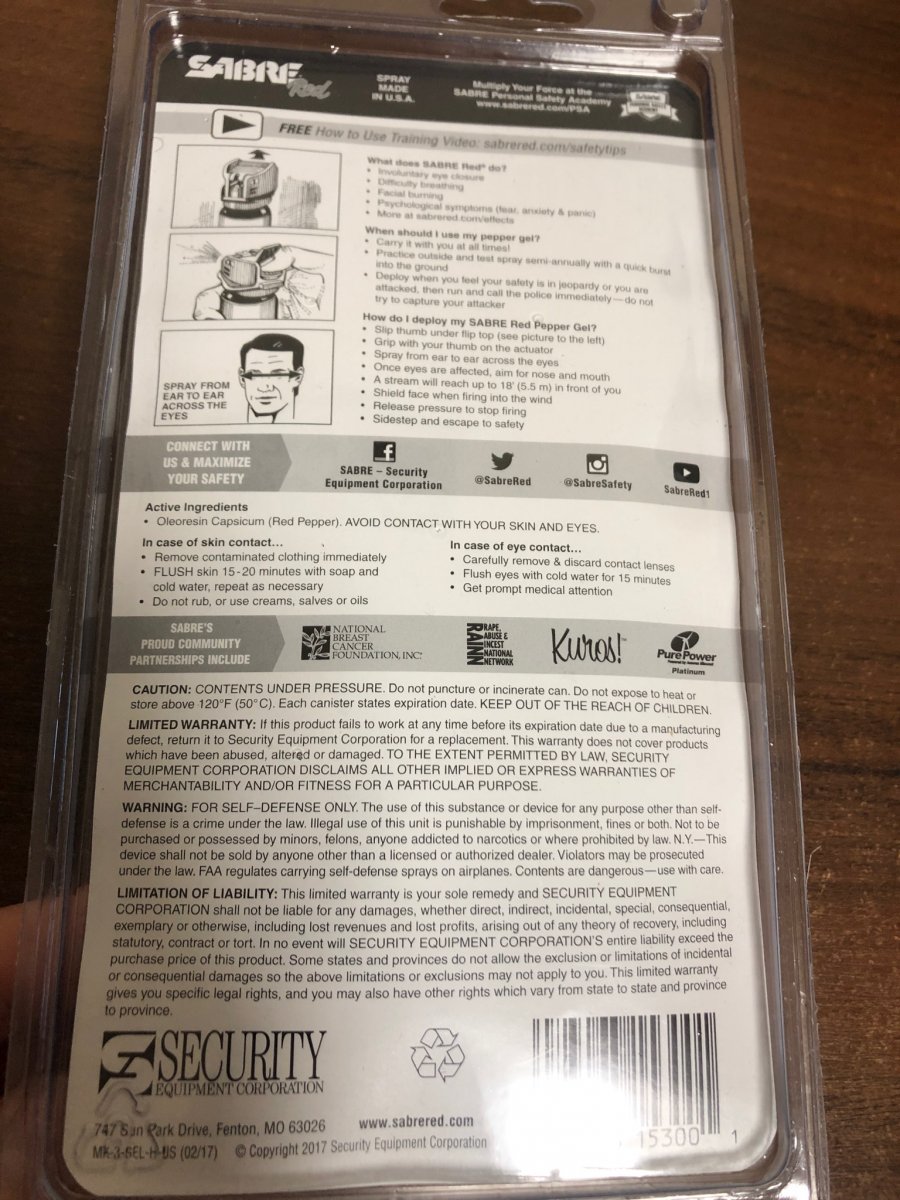 SABRE Red
SPRAY
MADE
IN U.S.A.
Multiply Your Force at the
SABRE Personal Safety Academy
www.sabrered.com/PSA
FREE How to Use Training Video: sabrered.com/safetytips
What does SABRE Red® do?
• Involuntary eye closure
• Difficulty breathing
• Facial burning
• Psychological symptoms (fear, anxiety & panic)
• More at sabrered.com/effects
When should I use my pepper gel?
• Carry it with you at all times!
• Practice outside and test spray semi-annually with a quick burst
into the ground
• Deploy when you feel your safety is in jeopardy or you are
attacked, then run and call the police immediately—do not
try to capture your attacker
How do I deploy my SABRE Red Pepper Gel?
• Slip thumb under flip top (see picture to the left)
• Grip with your thumb on the actuator
• Spray from ear to ear across the eyes
• Once eyes are affected, aim for nose and mouth
• A stream will reach up to 18' (5.5 m) in front of you
• Shield face when firing into the wind
• Release pressure to stop firing
• Sidestep and escape to safety
SPRAY FROM
EAR TO EAR
ACROSS THE
EYES
CONNECT WITH
US & MAXIMIZE
YOUR SAFETY
SABRE – Security
Equipment Corporation
@SabreRed
@SabreSafety
SabreRed1
Active Ingredients
• Oleoresin Capsicum (Red Pepper). AVOID CONTACT WITH YOUR SKIN AND EYES.
In case of skin contact...
• Remove contaminated clothing immediately
• FLUSH skin 15-20 minutes with soap and
cold water, repeat as necessary
• Do not rub, or use creams, salves or oils
In case of eye contact...
• Carefully remove & discard contact lenses
• Flush eyes with cold water for 15 minutes
• Get prompt medical attention
SABRE'S
PROUD COMMUNITY
PARTNERSHIPS INCLUDE
NATIONAL
BREAST
CANCER
FOUNDATION, INC.®
RAINN
RAPE,
ABUSE &
INCEST
NATIONAL
NETWORK
Kuros!™
PurePower
Platinum
CAUTION: CONTENTS UNDER PRESSURE. Do not puncture or incinerate can. Do not expose to heat or
store above 120°F (50°C). Each canister states expiration date. KEEP OUT OF THE REACH OF CHILDREN.
LIMITED WARRANTY: If this product fails to work at any time before its expiration date due to a manufacturing
defect, return it to Security Equipment Corporation for a replacement. This warranty does not cover products
which have been abused, altered or damaged. TO THE EXTENT PERMITTED BY LAW, SECURITY
EQUIPMENT CORPORATION DISCLAIMS ALL OTHER IMPLIED OR EXPRESS WARRANTIES OF
MERCHANTABILITY AND/OR FITNESS FOR A PARTICULAR PURPOSE.
WARNING: FOR SELF–DEFENSE ONLY. The use of this substance or device for any purpose other than self-
defense is a crime under the law. Illegal use of this unit is punishable by imprisonment, fines or both. Not to be
purchased or possessed by minors, felons, anyone addicted to narcotics or where prohibited by law. N.Y.—This
device shall not be sold by anyone other than a licensed or authorized dealer. Violators may be prosecuted
under the law. FAA regulates carrying self-defense sprays on airplanes. Contents are dangerous—use with care.
LIMITATION OF LIABILITY: This limited warranty is your sole remedy and SECURITY EQUIPMENT
CORPORATION shall not be liable for any damages, whether direct, indirect, incidental, special, consequential,
exemplary or otherwise, including lost revenues and lost profits, arising out of any theory of recovery, including
statutory, contract or tort. In no event will SECURITY EQUIPMENT CORPORATION'S entire liability exceed the
purchase price of this product. Some states and provinces do not allow the exclusion or limitations of incidental
or consequential damages so the above limitations or exclusions may not apply to you. This limited warranty
gives you specific legal rights, and you may also have other rights which vary from state to state and province
to province.
SECURITY
EQUIPMENT CORPORATION
747 Sun Park Drive, Fenton, MO 63026
www.sabrered.com
MK-3-GEL-H-US (02/17)
© Copyright 2017 Security Equipment Corporation
15300 1